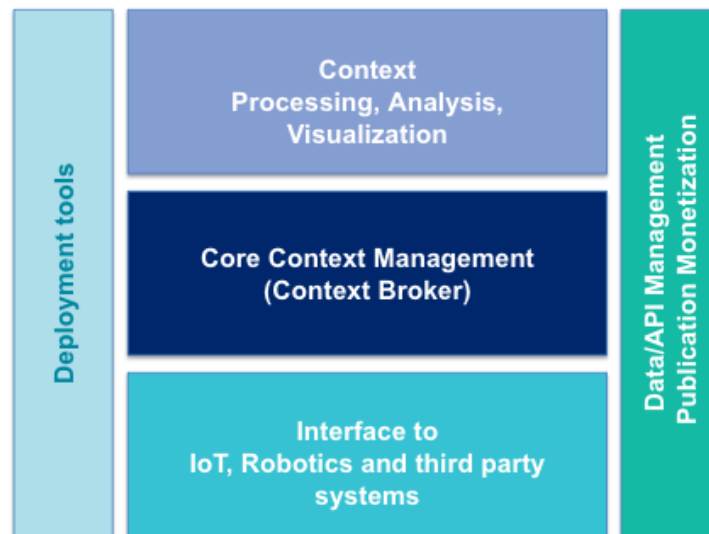 Deployment tools
Context
Processing, Analysis,
Visualization
Core Context Management
(Context Broker)
Interface to
IoT, Robotics and third party
systems
Data/API Management
Publication Monetization